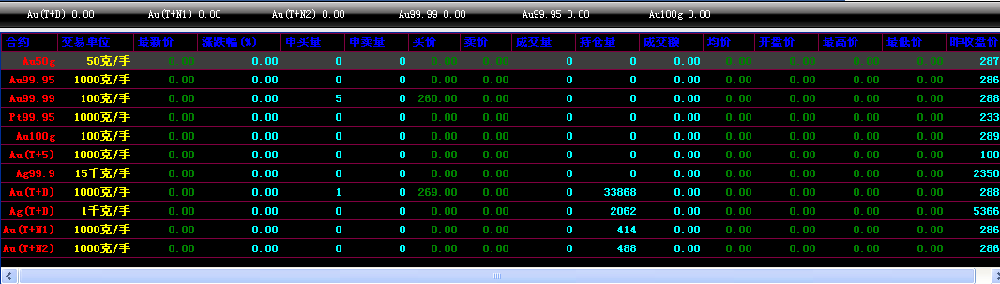 Au(T+D) 0.00 Au(T+N1) 0.00 Au(T+N2) 0.00 Au99.99 0.00 Au99.95 0.00 Au100g 0.00
合约 交易单位 最新价 涨跌幅(%) 申买量 申卖量 买价 卖价 成交量 持仓量 成交额 均价 开盘价 最高价 最低价 昨收盘价
Au50g 50克/手 0.00 0.00 0 0 0.00 0.00 0 0 0.00 0.00 0.00 0.00 0.00 287
Au99.95 1000克/手 0.00 0.00 0 0 0.00 0.00 0 0 0.00 0.00 0.00 0.00 0.00 286
Au99.99 100克/手 0.00 0.00 5 0 260.00 0.00 0 0 0.00 0.00 0.00 0.00 0.00 288
Pt99.95 1000克/手 0.00 0.00 0 0 0.00 0.00 0 0 0.00 0.00 0.00 0.00 0.00 233
Au100g 100克/手 0.00 0.00 0 0 0.00 0.00 0 0 0.00 0.00 0.00 0.00 0.00 289
Au(T+5) 1000克/手 0.00 0.00 0 0 0.00 0.00 0 0 0.00 0.00 0.00 0.00 0.00 100
Ag99.9 15千克/手 0.00 0.00 0 0 0.00 0.00 0 0 0.00 0.00 0.00 0.00 0.00 2350
Au(T+D) 1000克/手 0.00 0.00 1 0 269.00 0.00 0 33868 0.00 0.00 0.00 0.00 0.00 288
Ag(T+D) 1千克/手 0.00 0.00 0 0 0.00 0.00 0 2062 0.00 0.00 0.00 0.00 0.00 5366
Au(T+N1) 1000克/手 0.00 0.00 0 0 0.00 0.00 0 414 0.00 0.00 0.00 0.00 0.00 286
Au(T+N2) 1000克/手 0.00 0.00 0 0 0.00 0.00 0 488 0.00 0.00 0.00 0.00 0.00 286